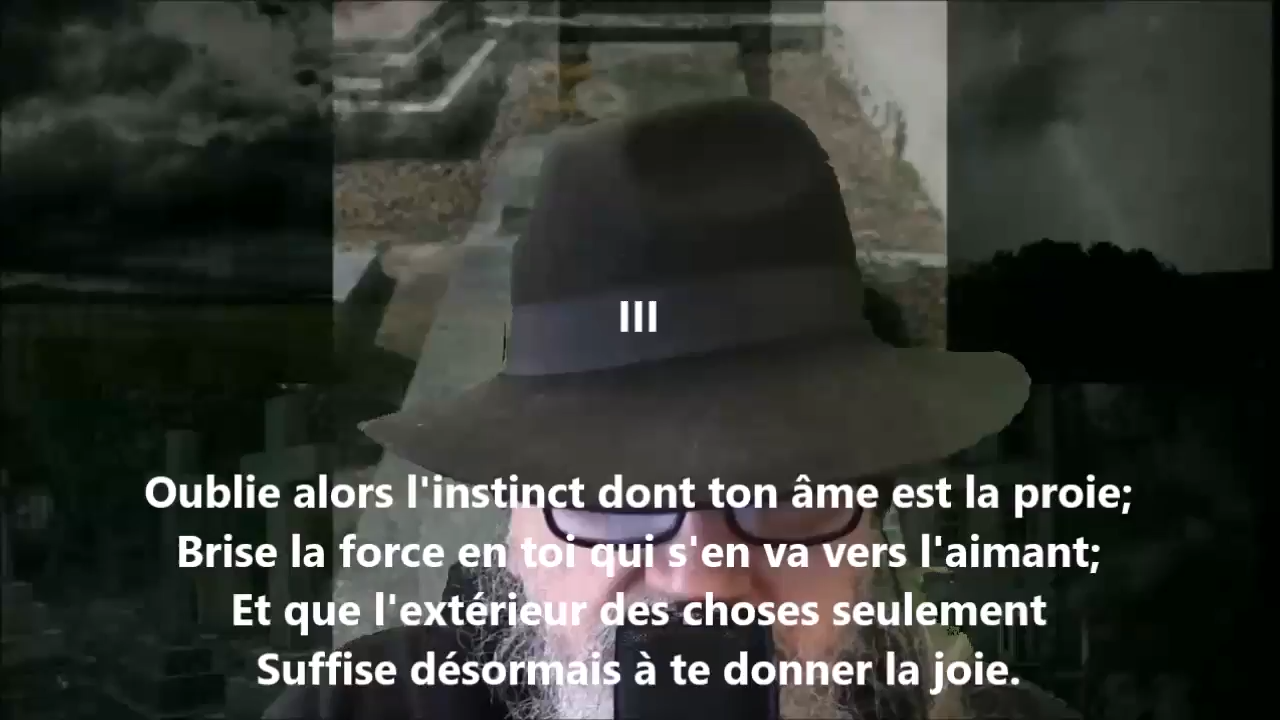 III
Oublie alors l'instinct dont ton âme est la proie;
Brise la force en toi qui s'en va vers l'aimant;
Et que l'extérieur des choses seulement
Suffise désormais à te donner la joie.